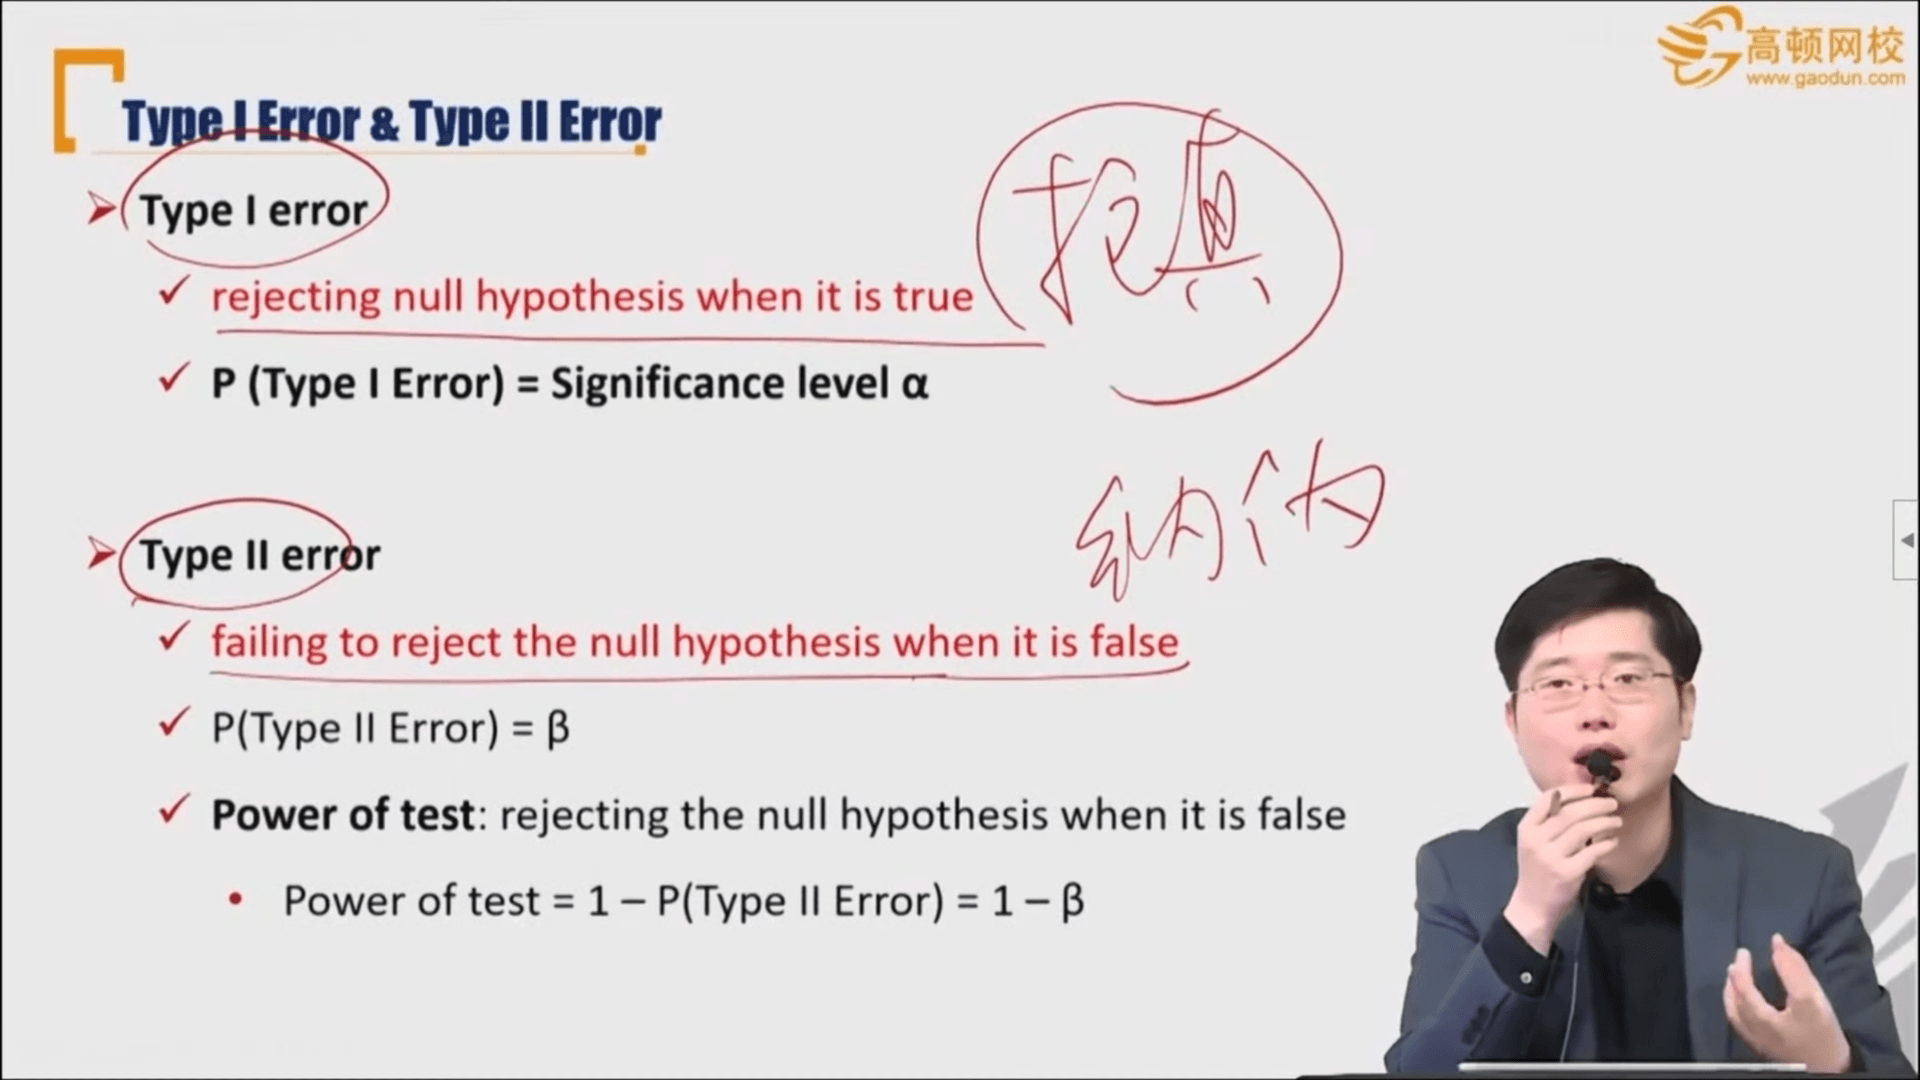 高顿网校
www.gaodun.com
Type I Error & Type II Error
Type I error
rejecting null hypothesis when it is true
P (Type I Error) = Significance level α
Type II error
failing to reject the null hypothesis when it is false
P(Type II Error) = β
Power of test: rejecting the null hypothesis when it is false
Power of test = 1 – P(Type II Error) = 1 – β
真
纳伪